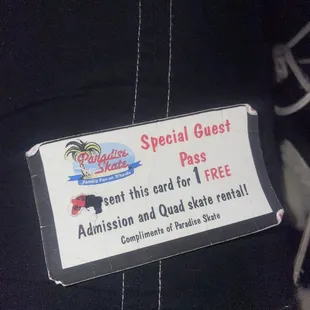 Paradise
Skate
Special Guest
Pass
sent this card for 1 FREE
Admission and Quad skate rental!
Compliments of Paradise Skate